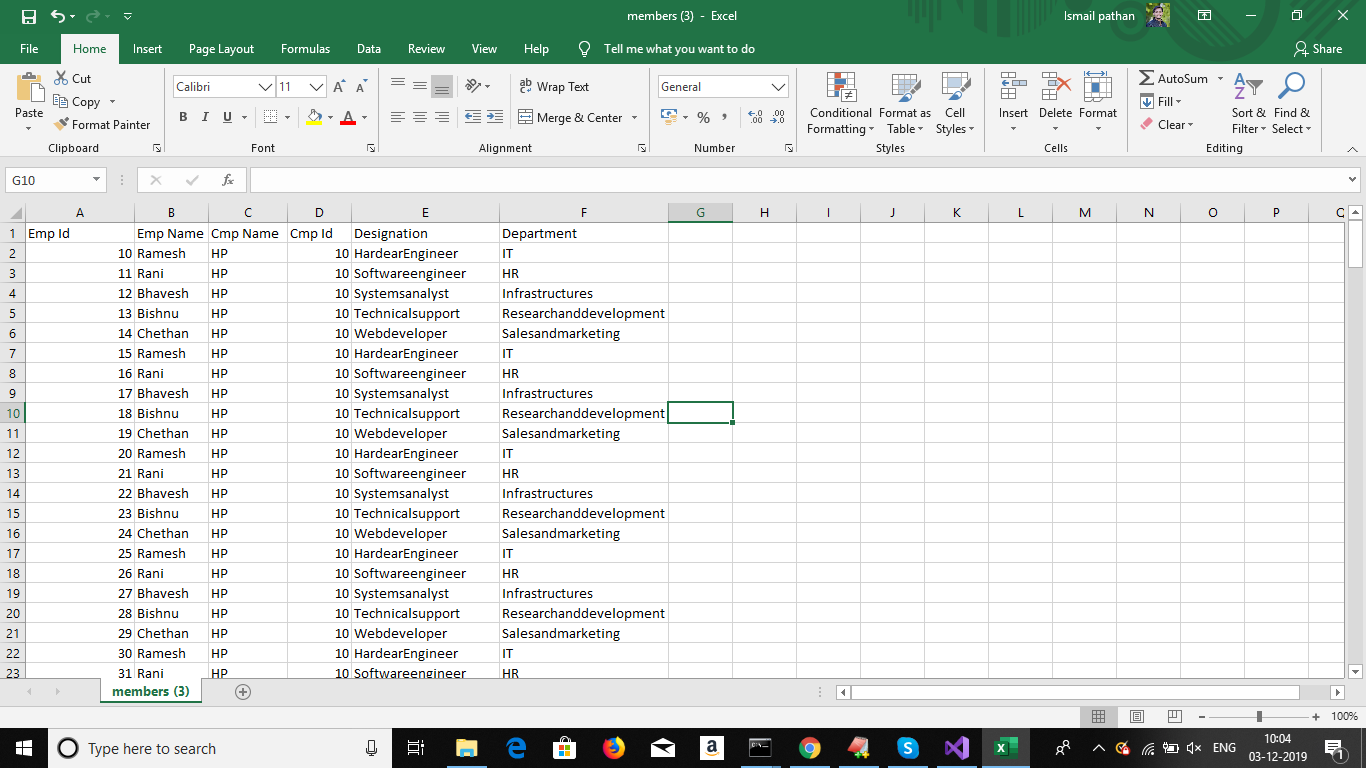 members (3) - Excel
Ismail pathan
File Home Insert Page Layout Formulas Data Review View Help Tell me what you want to do Share
Paste
Cut
Copy
Format Painter
Clipboard
Calibri 11
B I U
Font
Wrap Text
Merge & Center
Alignment
General
Number
Conditional Formatting
Format as Table
Cell Styles
Styles
Insert Delete Format
Cells
AutoSum
Fill
Clear
Sort & Filter
Find & Select
Editing
G10 fx
A B C D E F G H I J K L M N O P Q
1 Emp Id Emp Name Cmp Name Cmp Id Designation Department
2 10 Ramesh HP 10 HardearEngineer IT
3 11 Rani HP 10 Softwareengineer HR
4 12 Bhavesh HP 10 Systemsanalyst Infrastructures
5 13 Bishnu HP 10 Technicalsupport Researchanddevelopment
6 14 Chethan HP 10 Webdeveloper Salesandmarketing
7 15 Ramesh HP 10 HardearEngineer IT
8 16 Rani HP 10 Softwareengineer HR
9 17 Bhavesh HP 10 Systemsanalyst Infrastructures
10 18 Bishnu HP 10 Technicalsupport Researchanddevelopment
11 19 Chethan HP 10 Webdeveloper Salesandmarketing
12 20 Ramesh HP 10 HardearEngineer IT
13 21 Rani HP 10 Softwareengineer HR
14 22 Bhavesh HP 10 Systemsanalyst Infrastructures
15 23 Bishnu HP 10 Technicalsupport Researchanddevelopment
16 24 Chethan HP 10 Webdeveloper Salesandmarketing
17 25 Ramesh HP 10 HardearEngineer IT
18 26 Rani HP 10 Softwareengineer HR
19 27 Bhavesh HP 10 Systemsanalyst Infrastructures
20 28 Bishnu HP 10 Technicalsupport Researchanddevelopment
21 29 Chethan HP 10 Webdeveloper Salesandmarketing
22 30 Ramesh HP 10 HardearEngineer IT
23 31 Rani HP 10 Softwareengineer HR
members (3)
100%
Type here to search
ENG
10:04
03-12-2019
1